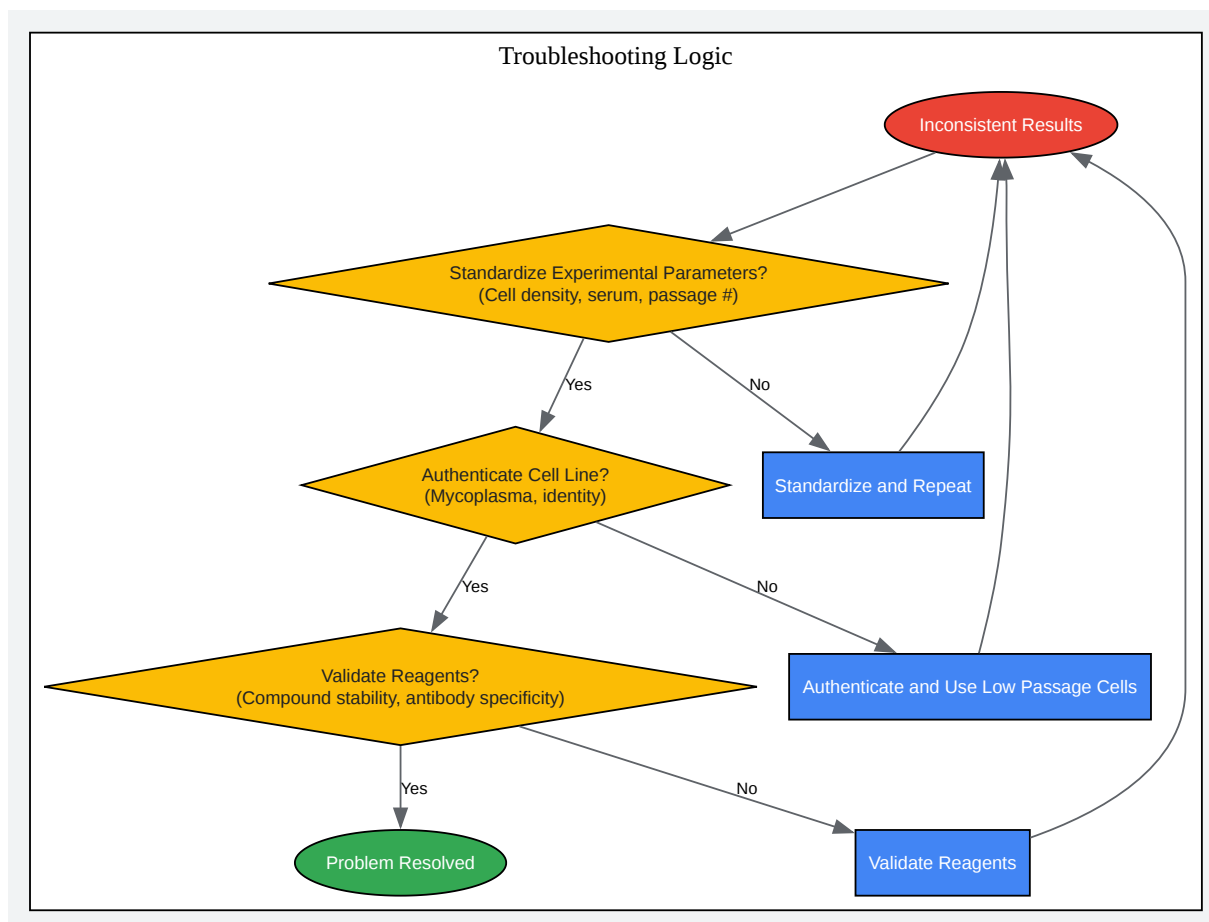 Troubleshooting Logic
Inconsistent Results
Standardize Experimental Parameters?
(Cell density, serum, passage #)
Yes
No
Authenticate Cell Line?
(Mycoplasma, identity)
Standardize and Repeat
Yes
No
Validate Reagents?
(Compound stability, antibody specificity)
Authenticate and Use Low Passage Cells
Yes
No
Problem Resolved
Validate Reagents